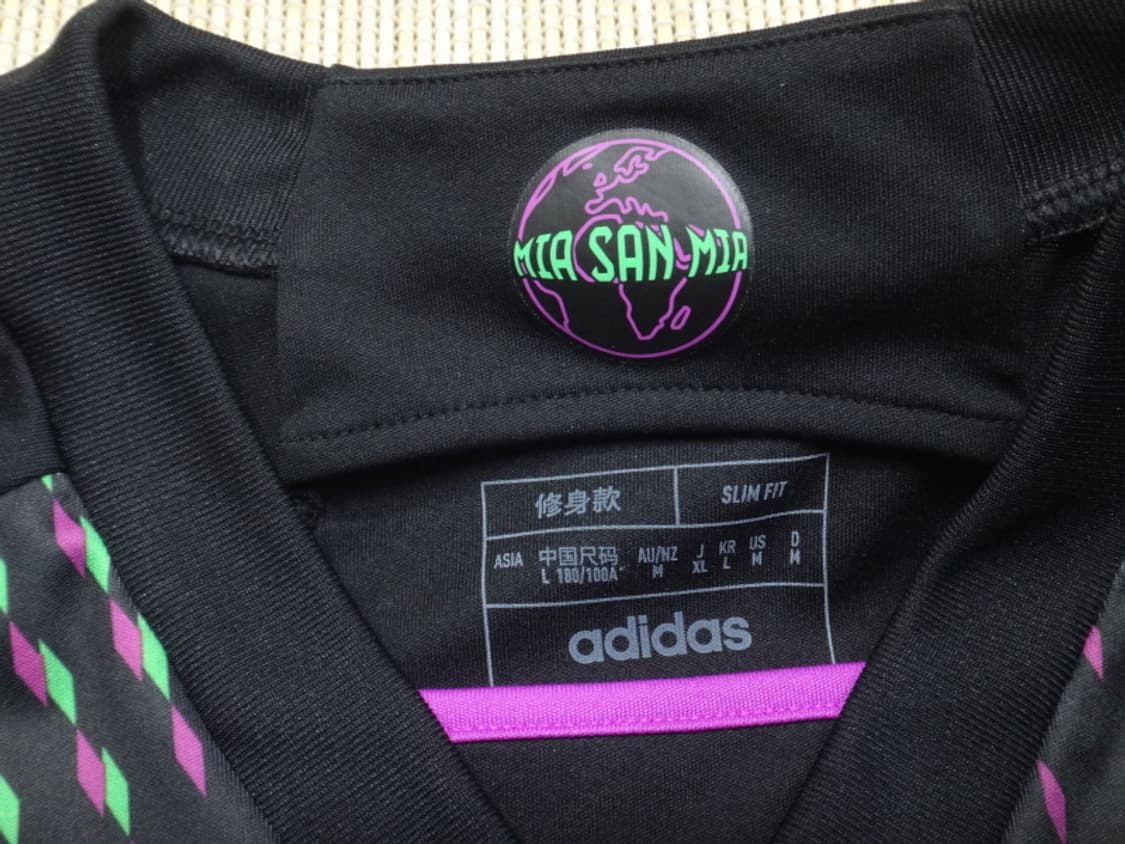 MIA SAN MIA
修身款 SLIM FIT
ASIA 中国尺码 AU/NZ J KR US D
L 180/100A M XL L M M
adidas